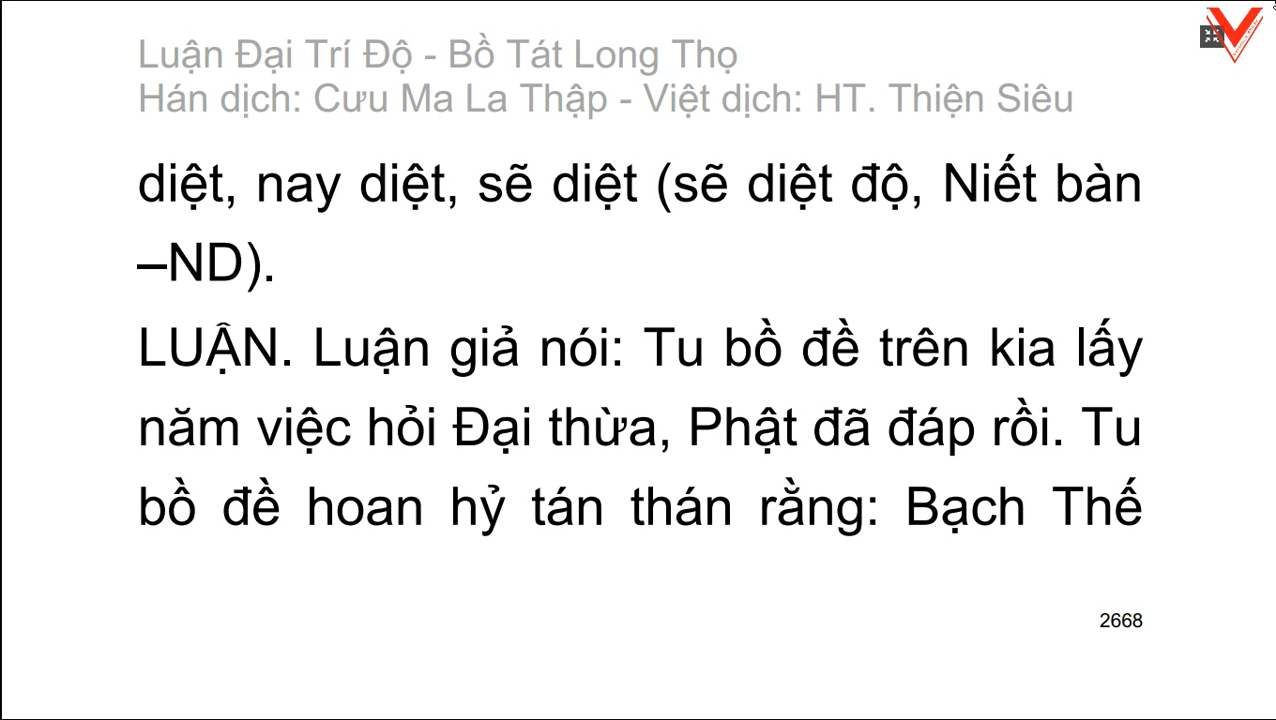 Luận Đại Trí Độ - Bồ Tát Long Thọ
Hán dịch: Cưu Ma La Thập - Việt dịch: HT. Thiện Siêu
diệt, nay diệt, sẽ diệt (sẽ diệt độ, Niết bàn
–ND).
LUẬN. Luận giả nói: Tu bồ đề trên kia lấy
năm việc hỏi Đại thừa, Phật đã đáp rồi. Tu
bồ đề hoan hỷ tán thán rằng: Bạch Thế
2668